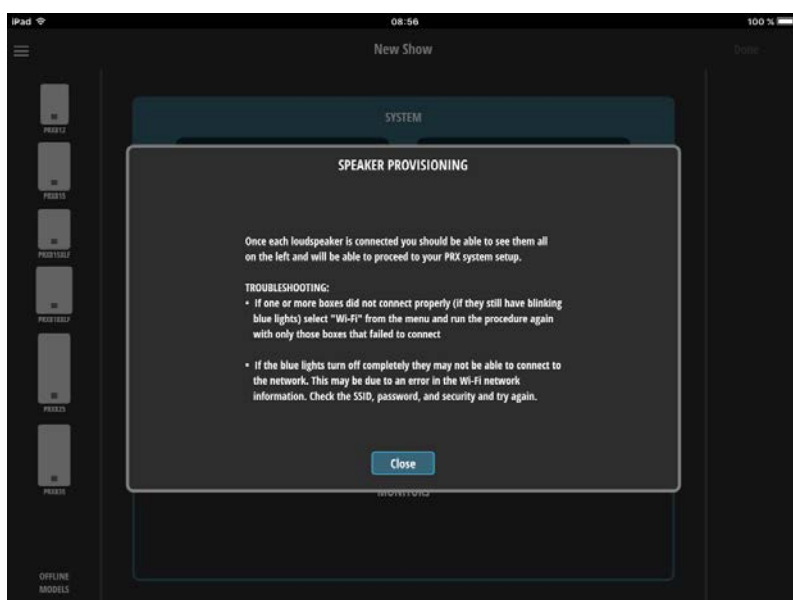 iPad 08:56 100 %
New Show Done
SYSTEM
PRX812
PRX815
SPEAKER PROVISIONING
Once each loudspeaker is connected you should be able to see them all
on the left and will be able to proceed to your PRX system setup.
TROUBLESHOOTING:
• If one or more boxes did not connect properly (if they still have blinking
blue lights) select "Wi-Fi" from the menu and run the procedure again
with only those boxes that failed to connect
• If the blue lights turn off completely they may not be able to connect to
the network. This may be due to an error in the Wi-Fi network
information. Check the SSID, password, and security and try again.
Close
PRX825
PRX835
MONITORS
OFFLINE
MODELS